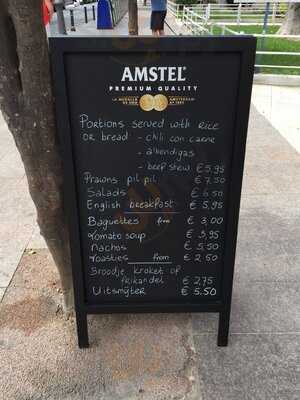 AMSTEL
PREMIUM QUALITY
Portions served with Rice
or bread - chili con carne
- albondigas
- beef stew € 5,95
Prawns pil pil € 7,50
Salads € 6,50
English breakfast € 5,95
Baguettes from € 3,00
Tomato soup € 3,95
Nachos € 5,50
Toasties from € 2,50
Broodje kroket of
frikandel € 2,75
Uitsmijter € 5,50